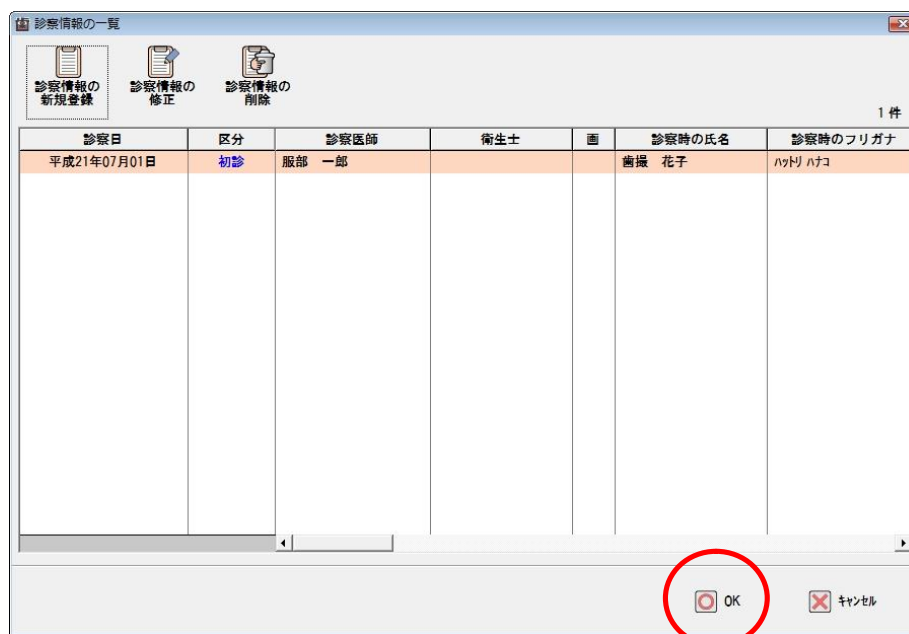 診察情報の一覧
診察情報の
新規登録
診察情報の
修正
診察情報の
削除
1 件
診察日 区分 診察医師 衛生士 画 診察時の氏名 診察時のフリガナ
平成21年07月01日 初診 服部 一郎 歯撮 花子 ハットリ ハナコ
OK キャンセル